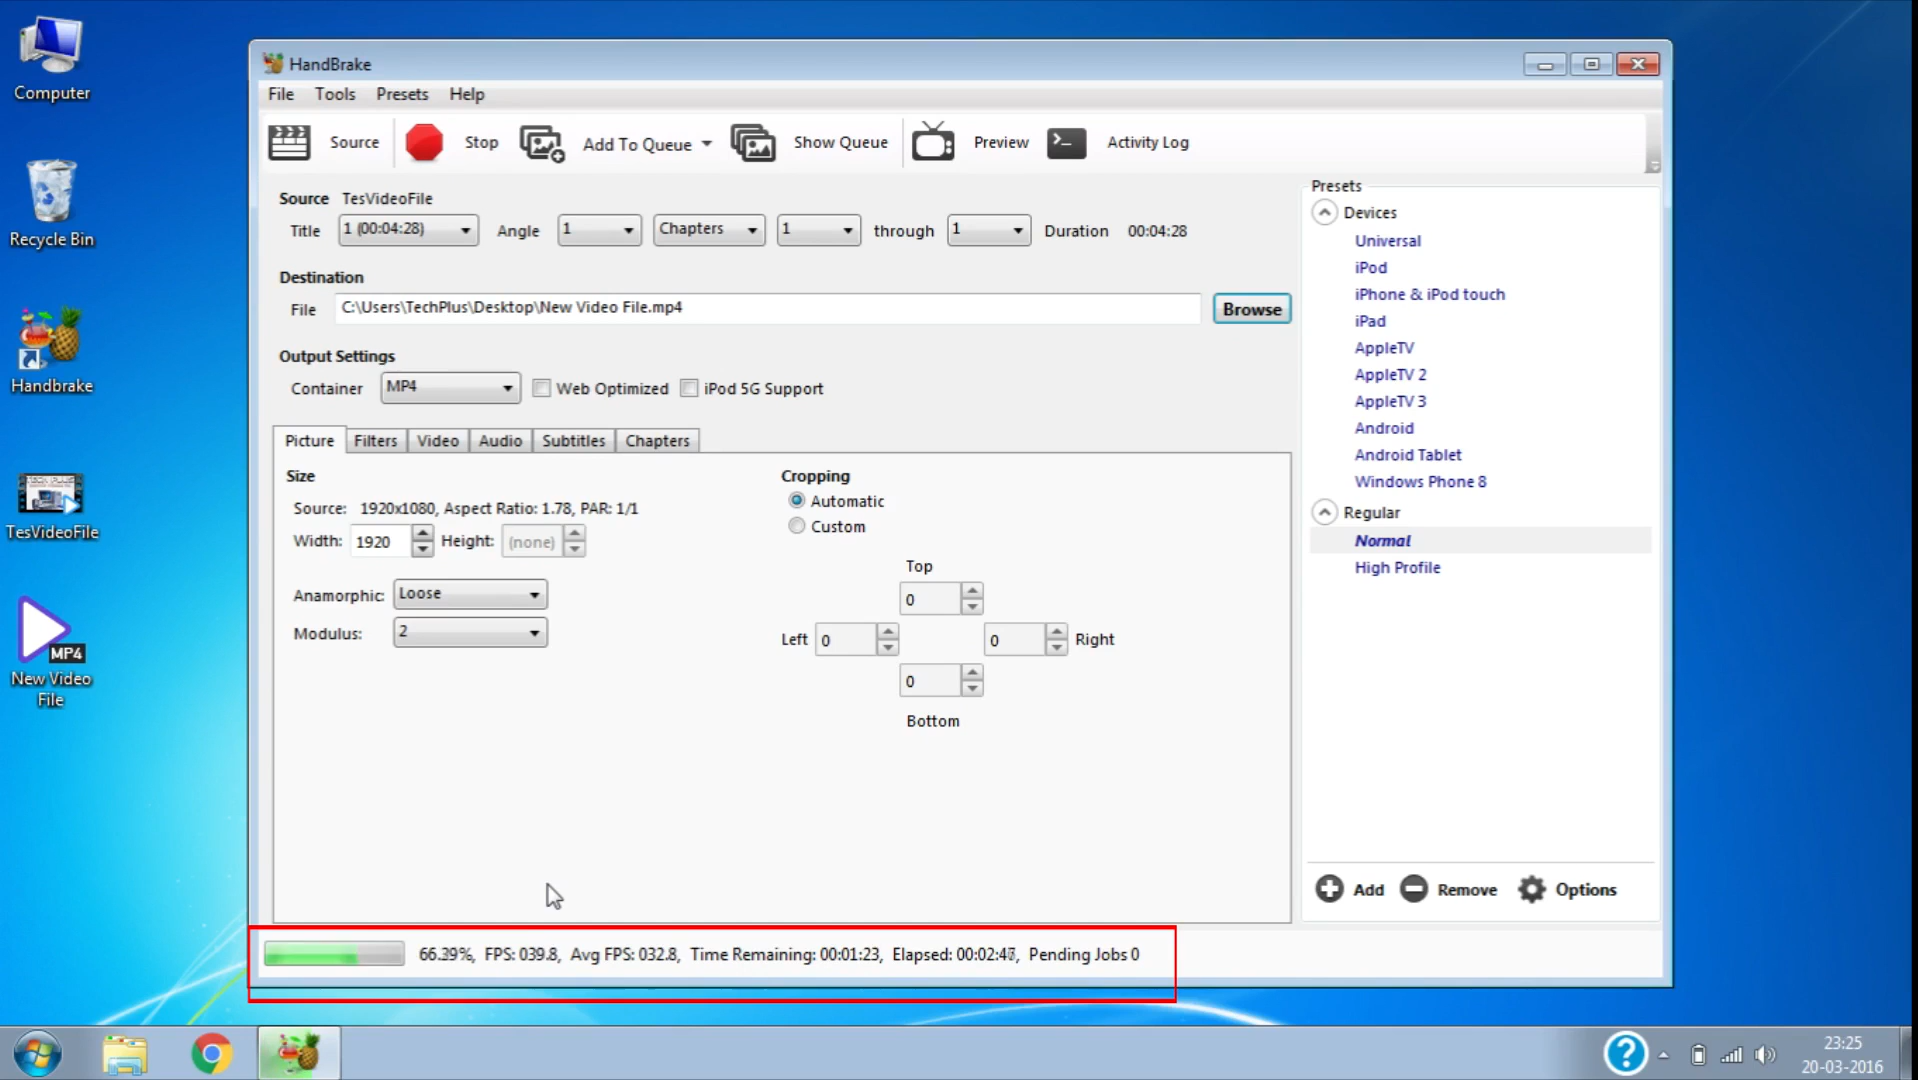 Computer
Recycle Bin
Handbrake
TesVideoFile
MP4
New Video
File
HandBrake
File Tools Presets Help
Source Stop Add To Queue Show Queue Preview Activity Log
Source TesVideoFile
Title 1 (00:04:28) Angle 1 Chapters 1 through 1 Duration 00:04:28
Destination
File C:\Users\TechPlus\Desktop\New Video File.mp4 Browse
Output Settings
Container MP4 Web Optimized iPod 5G Support
Picture Filters Video Audio Subtitles Chapters
Size
Source: 1920x1080, Aspect Ratio: 1.78, PAR: 1/1
Width: 1920 Height: (none)
Anamorphic: Loose
Modulus: 2
Cropping
Automatic
Custom
Top
0
Left 0 0 Right
0
Bottom
Presets
Devices
Universal
iPod
iPhone & iPod touch
iPad
AppleTV
AppleTV 2
AppleTV 3
Android
Android Tablet
Windows Phone 8
Regular
Normal
High Profile
Add Remove Options
66.39%, FPS: 039.8, Avg FPS: 032.8, Time Remaining: 00:01:23, Elapsed: Pending Jobs 0
23:25
20-03-2016